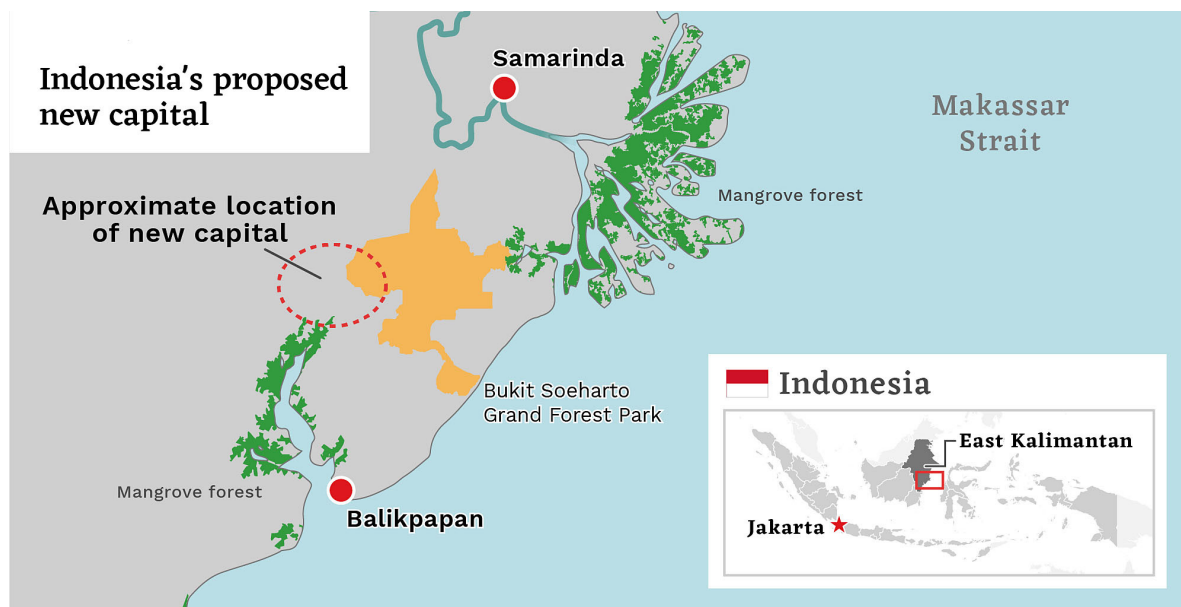 Indonesia's proposed
new capital
Samarinda
Makassar
Strait
Mangrove forest
Approximate location
of new capital
Bukit Soeharto
Grand Forest Park
Mangrove forest
Balikpapan
Indonesia
East Kalimantan
Jakarta